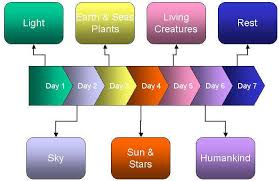 Light
Earth & Seas
Plants
Living
Creatures
Rest
Day 1
Day 2
Day 3
Day 4
Day 5
Day 6
Day 7
Sky
Sun &
Stars
Humankind